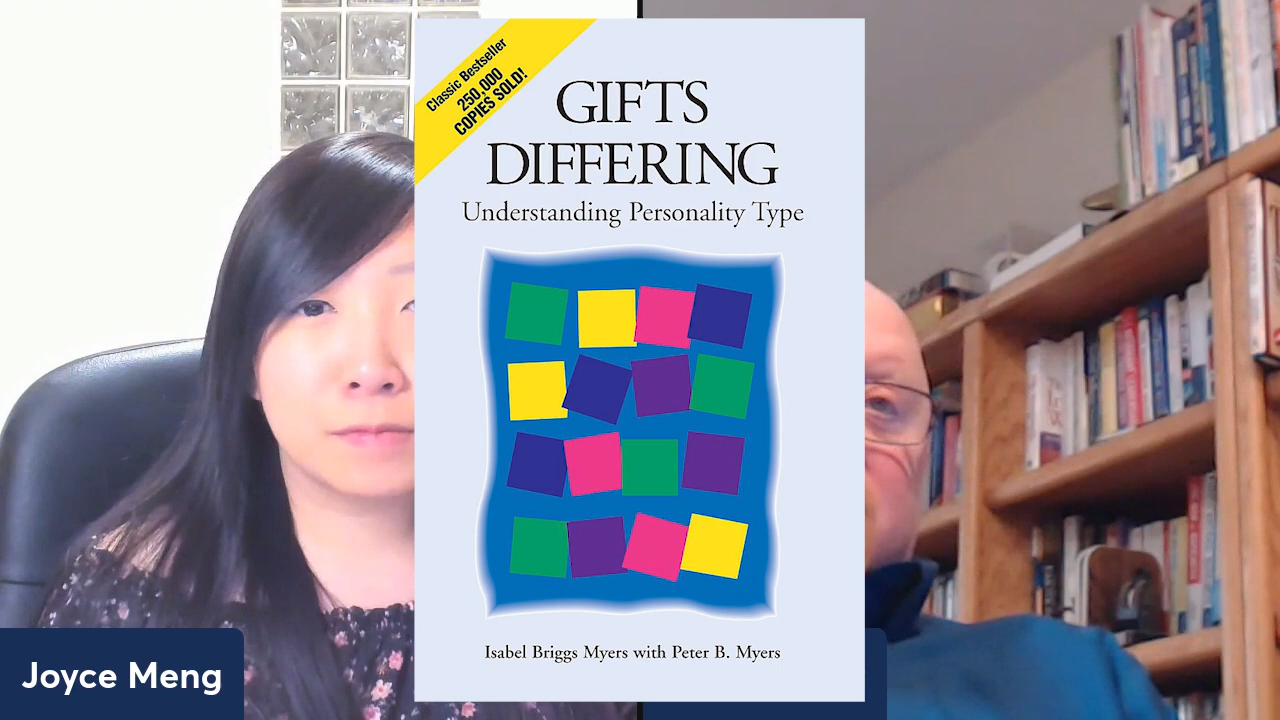 Classic Bestseller
250,000
COPIES SOLD!
GIFTS
DIFFERING
Understanding Personality Type
Isabel Briggs Myers with Peter B. Myers
Joyce Meng